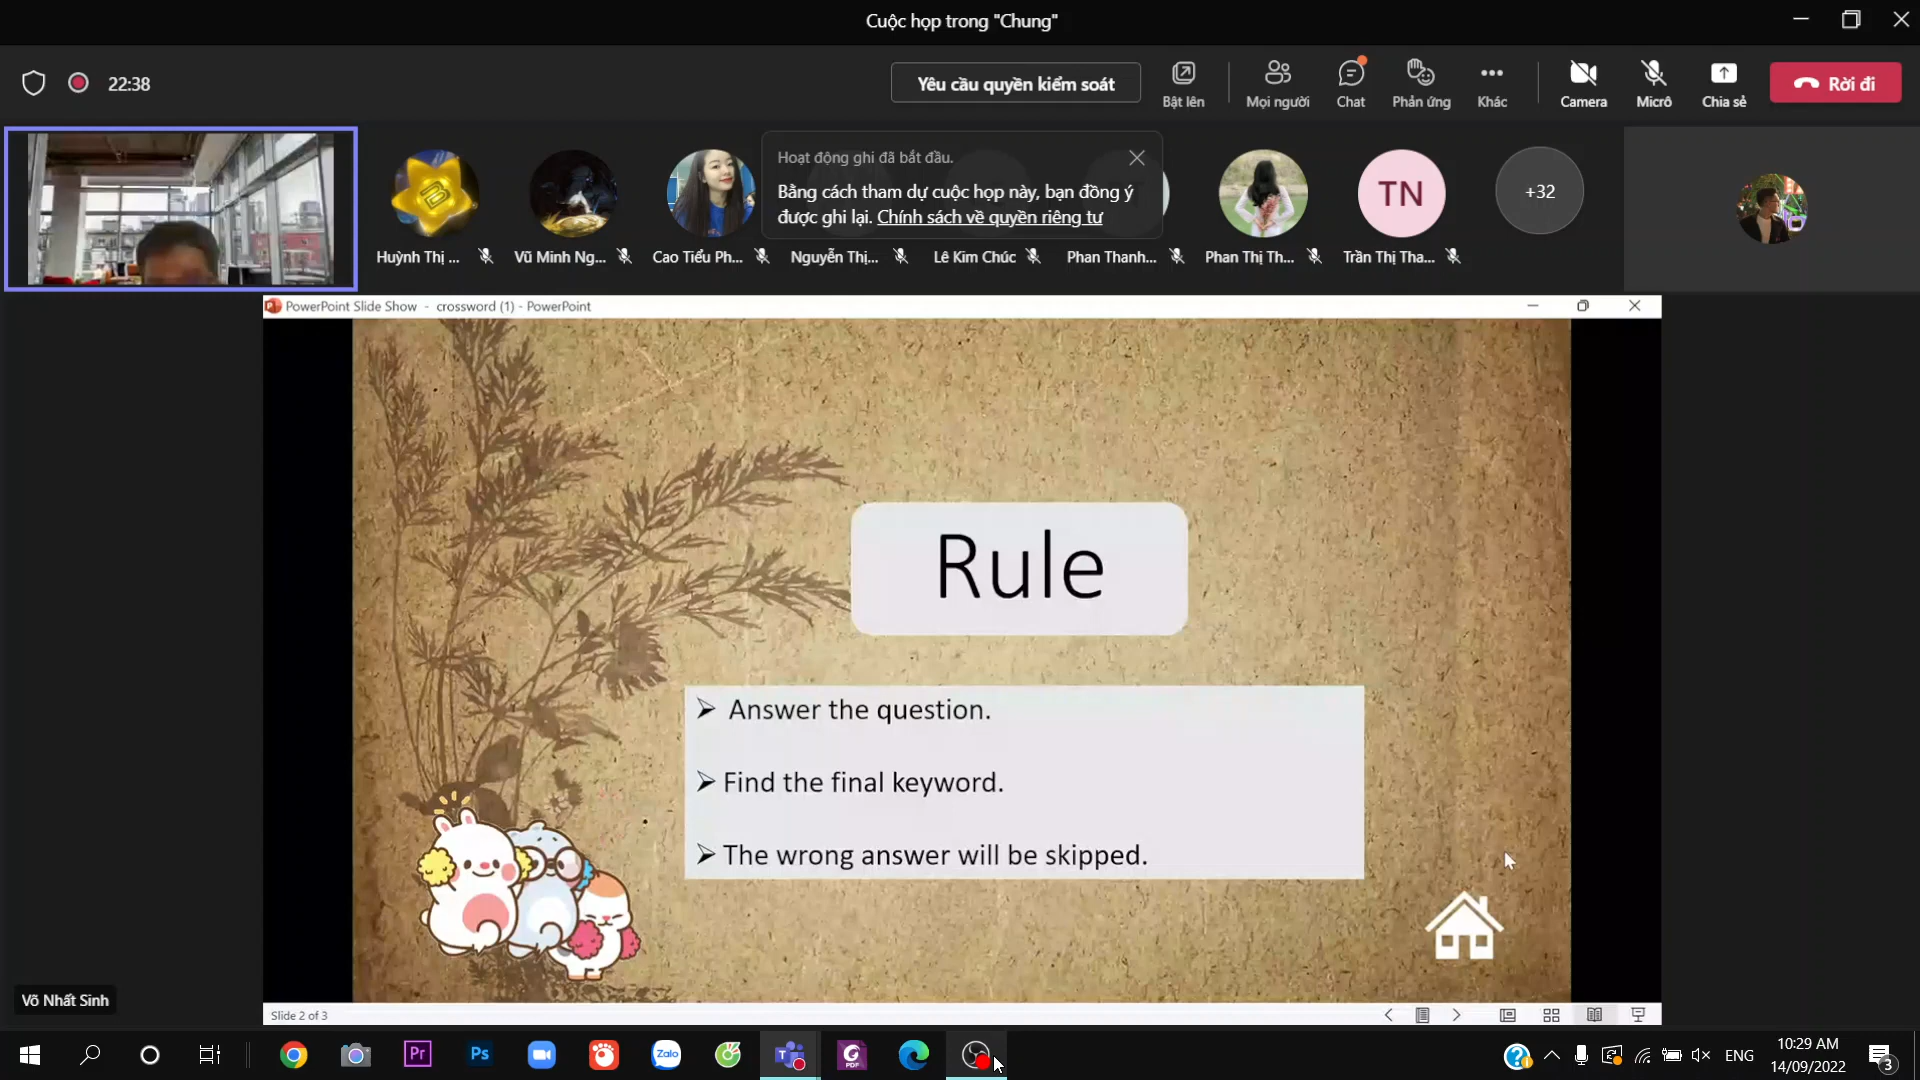 Cuộc họp trong "Chung"
22:38
Yêu cầu quyền kiểm soát
Bật lên
Mọi người
Chat
Phản ứng
Khác
Camera
Micrô
Chia sẻ
Rời đi
Hoạt động ghi đã bắt đầu.
Bằng cách tham dự cuộc họp này, bạn đồng ý
được ghi lại. Chính sách về quyền riêng tư
B
TN
+32
Huỳnh Thị ...
Vũ Minh Ng...
Cao Tiểu Ph...
Nguyễn Thị...
Lê Kim Chúc
Phan Thanh...
Phan Thị Th...
Trần Thị Tha...
PowerPoint Slide Show - crossword (1) - PowerPoint
Rule
➢ Answer the question.
➢ Find the final keyword.
➢ The wrong answer will be skipped.
Võ Nhất Sinh
Slide 2 of 3
Pr
Ps
Zalo
PDF
ENG
10:29 AM
14/09/2022
3